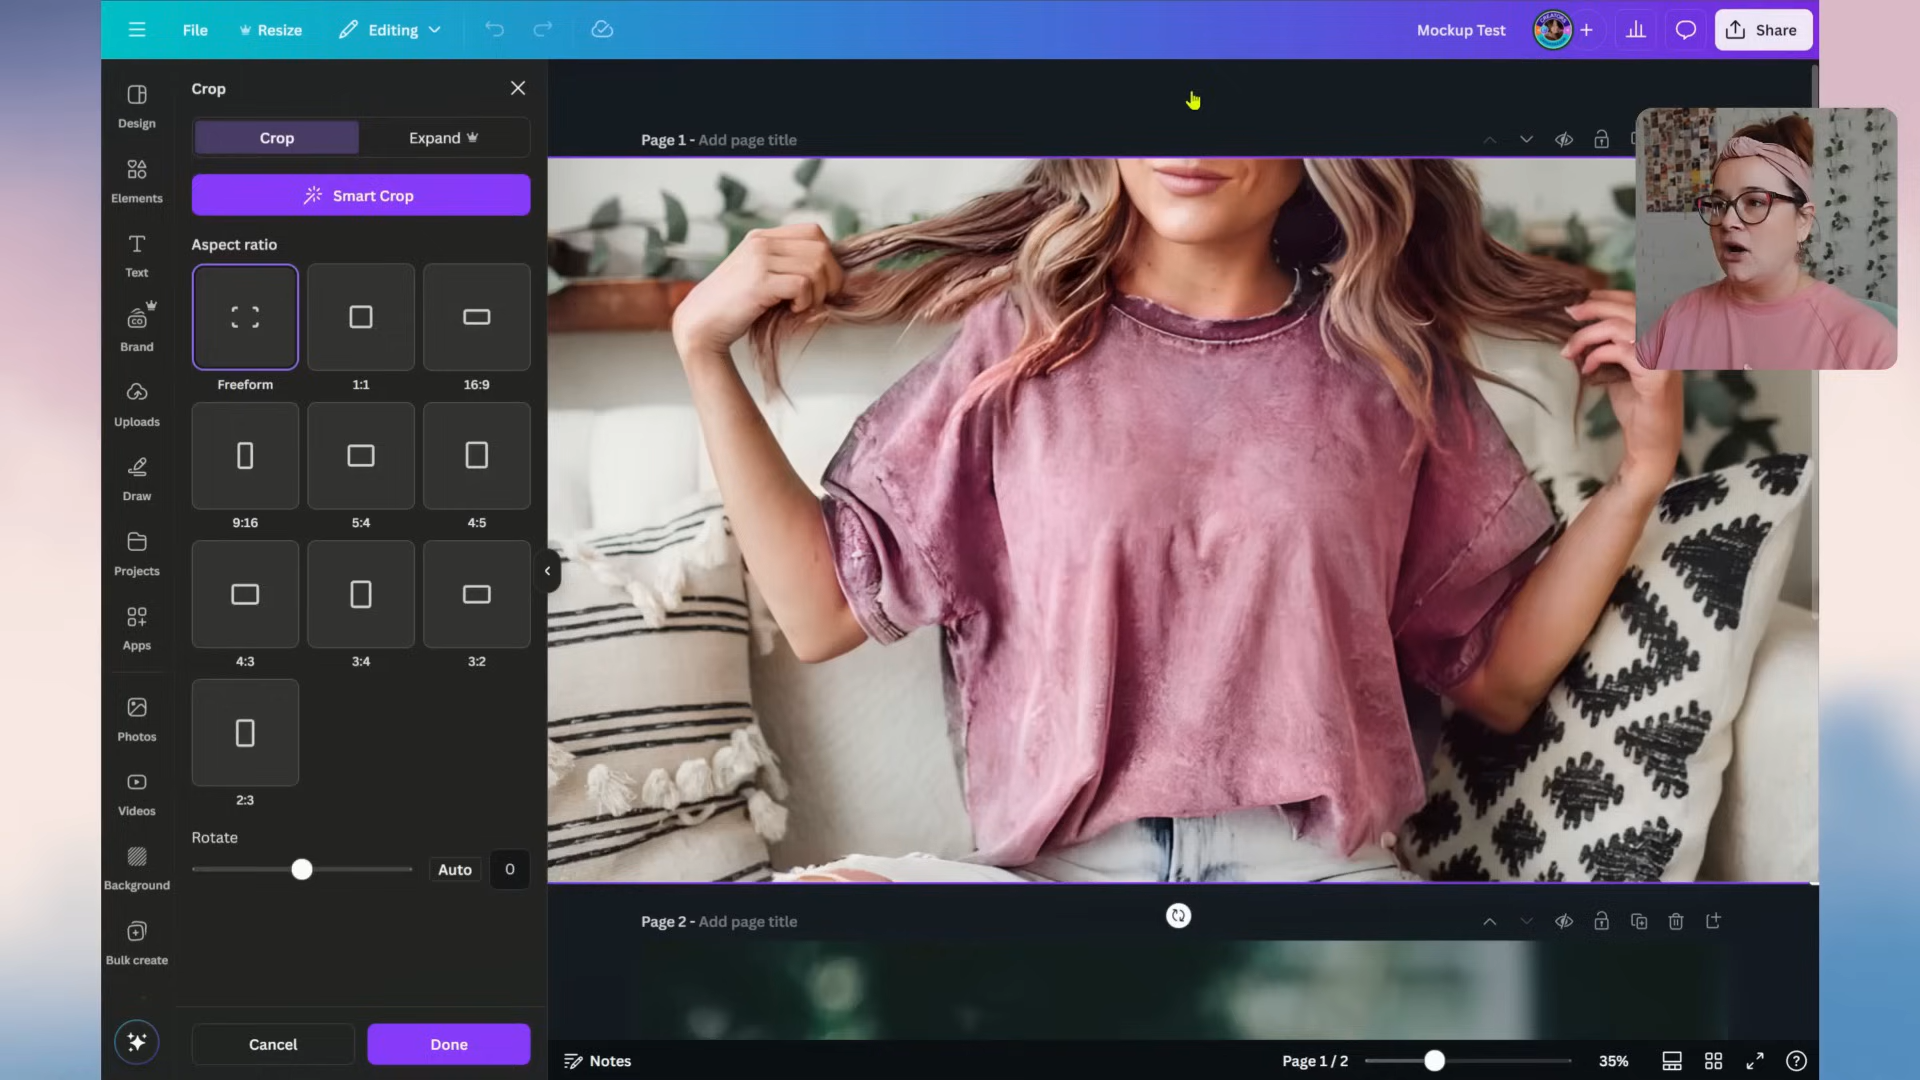 File
Resize
Editing
Mockup Test
Share
Design
Elements
Text
Brand
Uploads
Draw
Projects
Apps
Photos
Videos
Background
Bulk create
Crop
Crop
Expand
Smart Crop
Aspect ratio
Freeform
1:1
16:9
9:16
5:4
4:5
4:3
3:4
3:2
2:3
Rotate
Auto
0
Cancel
Done
Page 1 - Add page title
Page 2 - Add page title
Notes
Page 1 / 2
35%